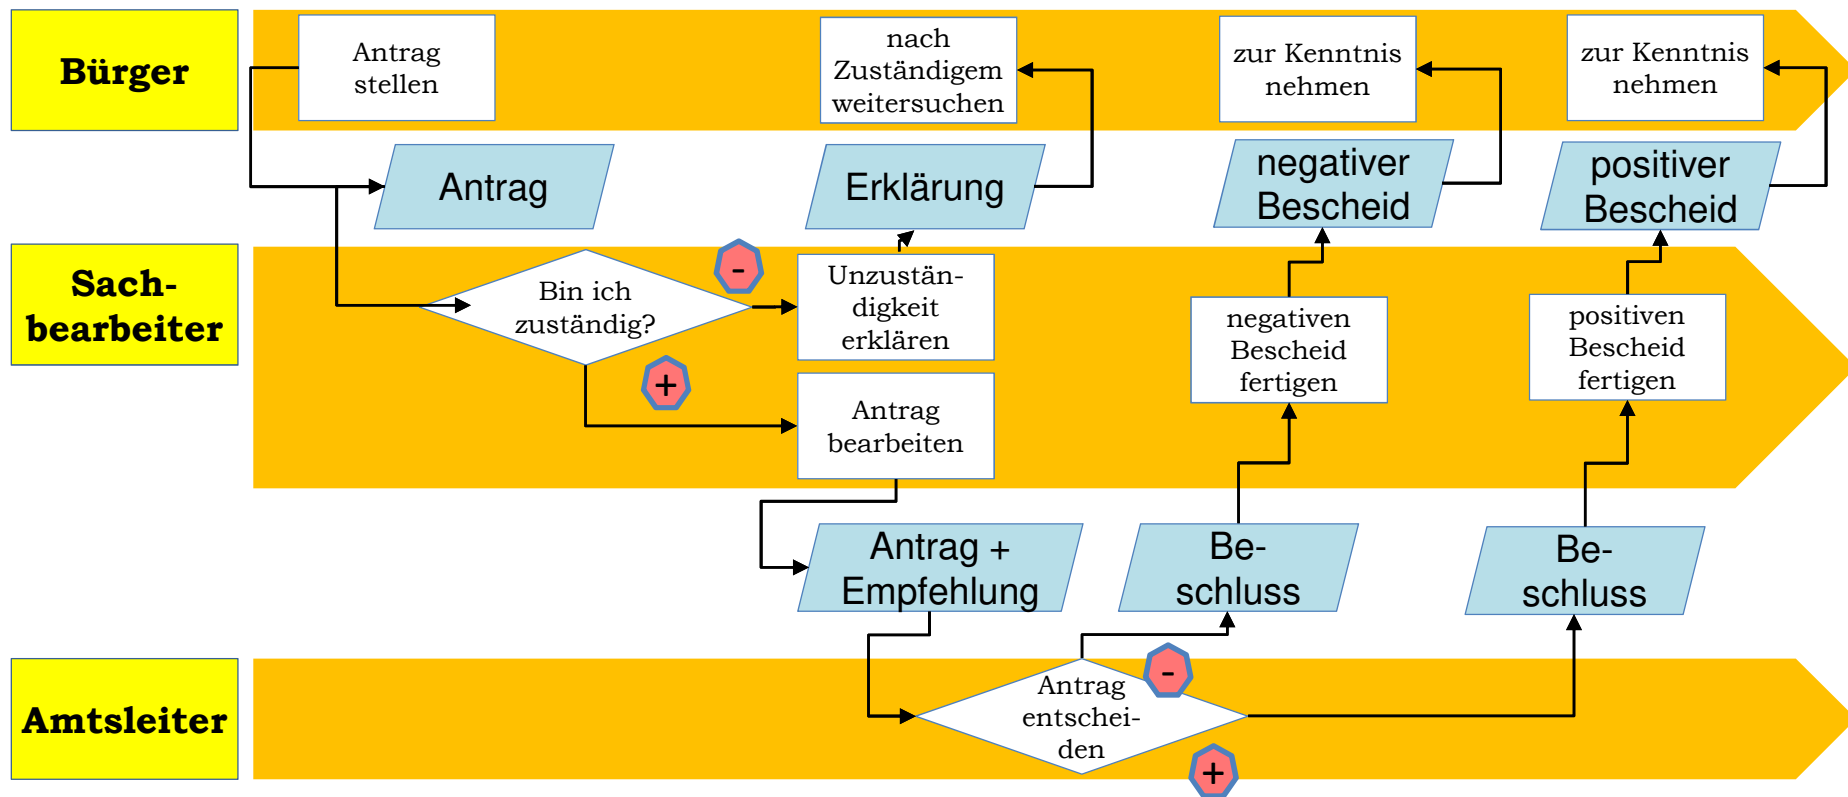 Bürger
Antrag
stellen
nach
Zuständigem
weitersuchen
zur Kenntnis
nehmen
zur Kenntnis
nehmen
Antrag
Erklärung
negativer
Bescheid
positiver
Bescheid
Sach-
bearbeiter
Bin ich
zuständig?
-
+
Unzustän-
digkeit
erklären
Antrag
bearbeiten
negativen
Bescheid
fertigen
positiven
Bescheid
fertigen
Antrag +
Empfehlung
Be-
schluss
Be-
schluss
Amtsleiter
Antrag
entschei-
den
-
+